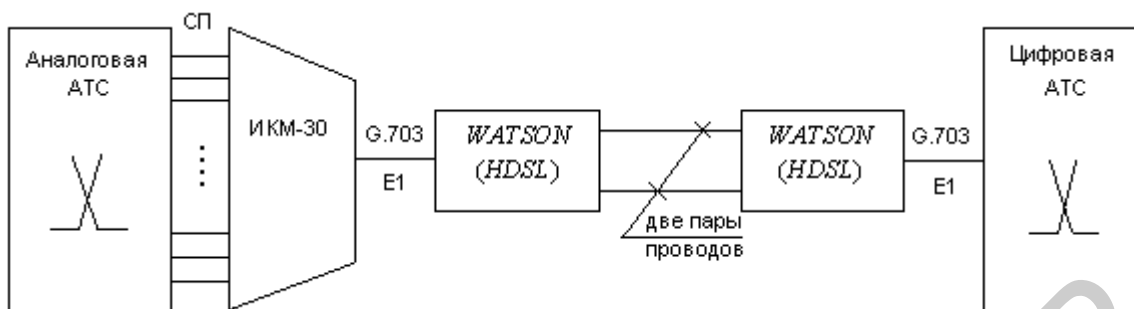 СП
Аналоговая
АТС
ИКМ-30
G.703
E1
WATSON
(HDSL)
две пары
проводов
WATSON
(HDSL)
G.703
E1
Цифровая
АТС